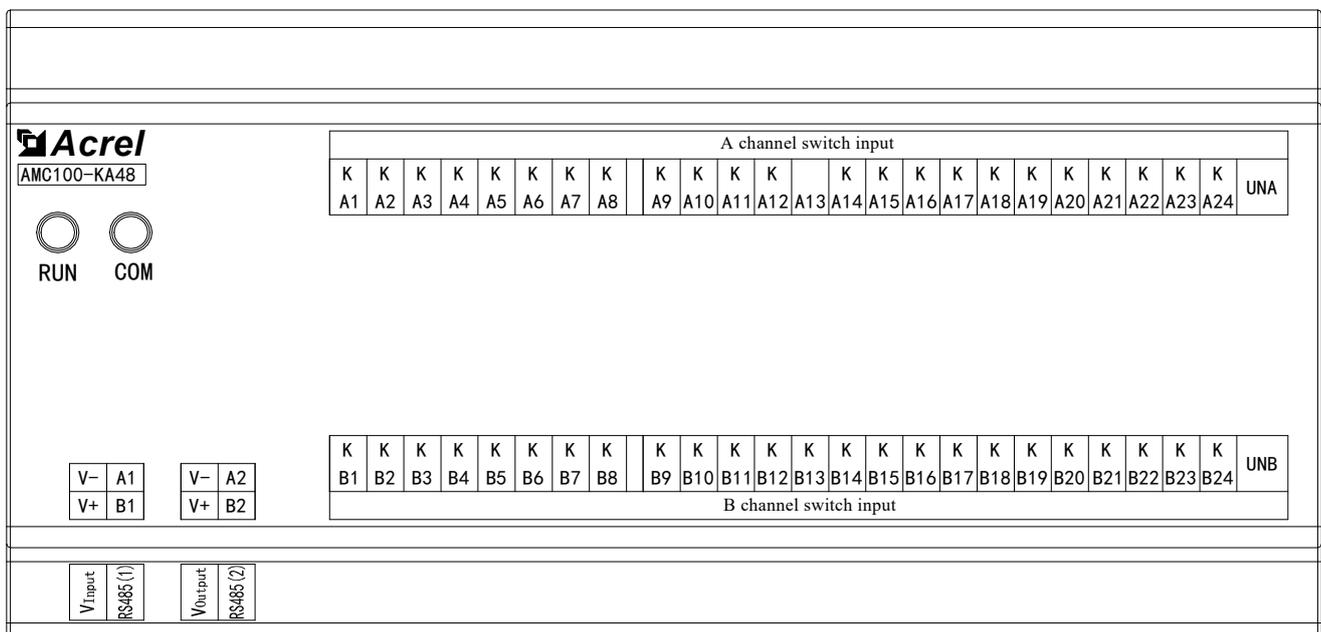 Acrel
AMC100-KA48
RUN COM
A channel switch input
K K K K K K K K K K K K K K K K K K K K K K K
A1 A2 A3 A4 A5 A6 A7 A8 A9 A10 A11 A12 A13 A14 A15 A16 A17 A18 A19 A20 A21 A22 A23 A24 UNA
K K K K K K K K K K K K K K K K K K K K K K K K
B1 B2 B3 B4 B5 B6 B7 B8 B9 B10 B11 B12 B13 B14 B15 B16 B17 B18 B19 B20 B21 B22 B23 B24 UNB
B channel switch input
V- A1 V- A2
V+ B1 V+ B2
VInput RS485(1) VOutput RS485(2)